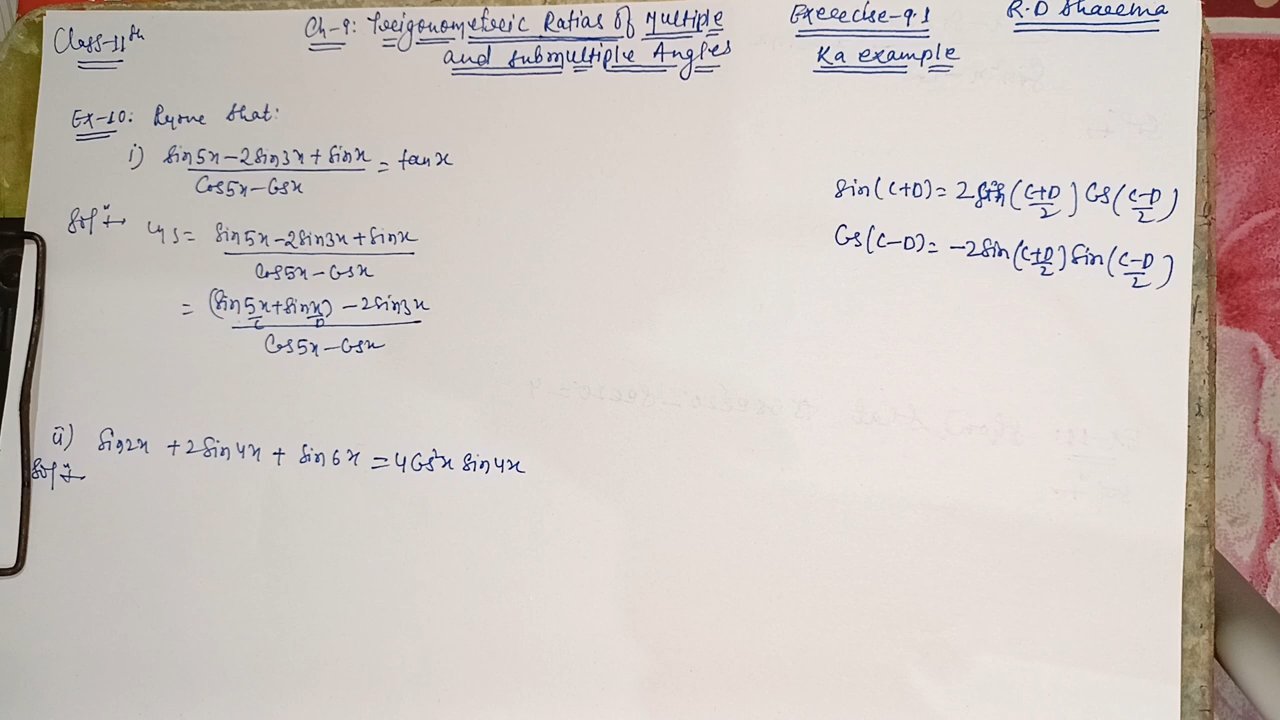 Class-11th
Ch-9: Trigonometric Ratios of Multiple
and submultiple Angles
Exercise-9.1
Ka example
R.D Sharma
Ex-10: Prove that:
i) sin5x-2sin3x+sinx / Cos5x-Cosx = tanx
Solⁿ LHS= sin5x-2sin3x+sinx / Cos5x-Cosx
= (sin5x+sinx)-2sin3x / Cos5x-Cosx
C D
sin(C+D)= 2sin(C+D/2) Cos(C-D/2)
Cos(C-D)= -2sin(C+D/2) sin(C-D/2)
ii) sin2x + 2sin4x + sin6x = 4Cos²x sin4x
Solⁿ